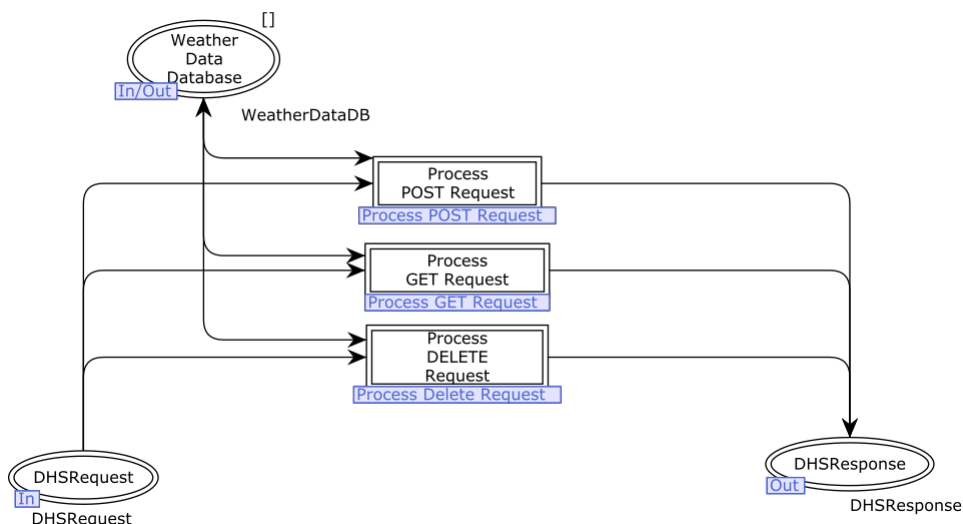 []
Weather
Data
Database
In/Out
WeatherDataDB
Process
POST Request
Process POST Request
Process
GET Request
Process GET Request
Process
DELETE
Request
Process Delete Request
DHSRequest
In
DHSRequest
DHSResponse
Out
DHSResponse